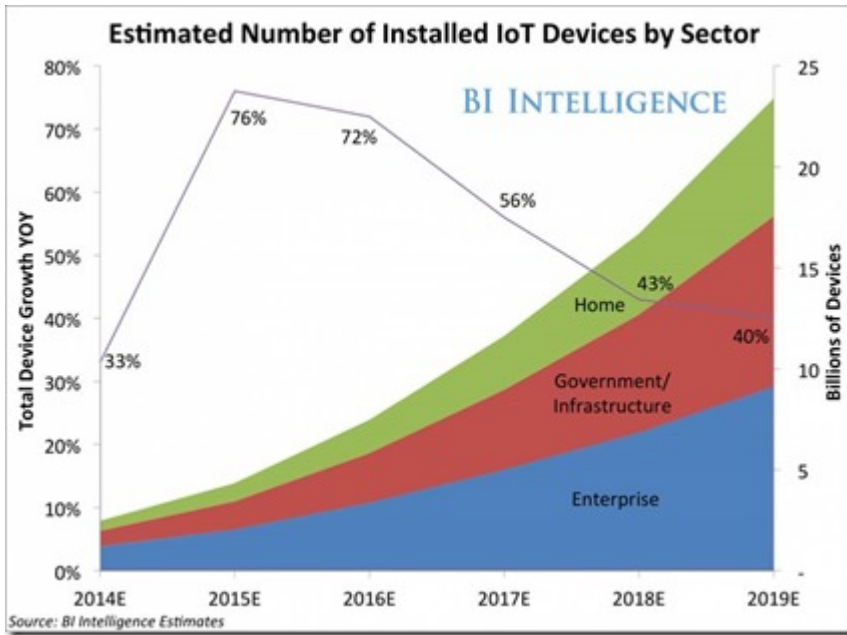 Estimated Number of Installed IoT Devices by Sector
BI INTELLIGENCE
Total Device Growth YOY
80%
70%
60%
50%
40%
30%
20%
10%
0%
33%
76%
72%
56%
43%
40%
Home
Government/
Infrastructure
Enterprise
25
20
15
10
5
-
Billions of Devices
2014E 2015E 2016E 2017E 2018E 2019E
Source: BI Intelligence Estimates